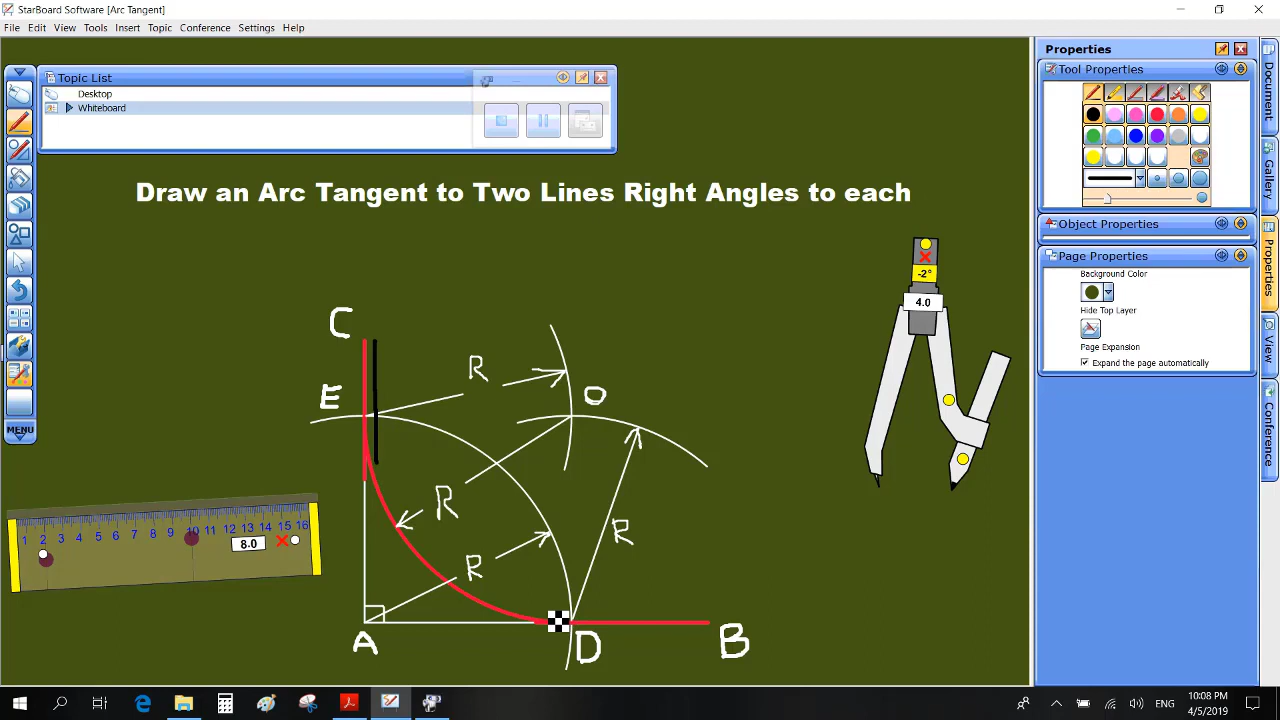 StarBoard Software [Arc Tangent]
File Edit View Tools Insert Topic Conference Settings Help
Topic List
Desktop
Whiteboard
MENU
Draw an Arc Tangent to Two Lines Right Angles to each
C
E
R
O
R
R
R
A
D
B
1 2 3 4 5 6 7 8 9 10 11 12 13 14 15 16
8.0
-2°
4.0
Properties
Tool Properties
Object Properties
Page Properties
Background Color
Hide Top Layer
Page Expansion
Expand the page automatically
Document
Gallery
Properties
View
Conference
ENG
10:08 PM
4/5/2019